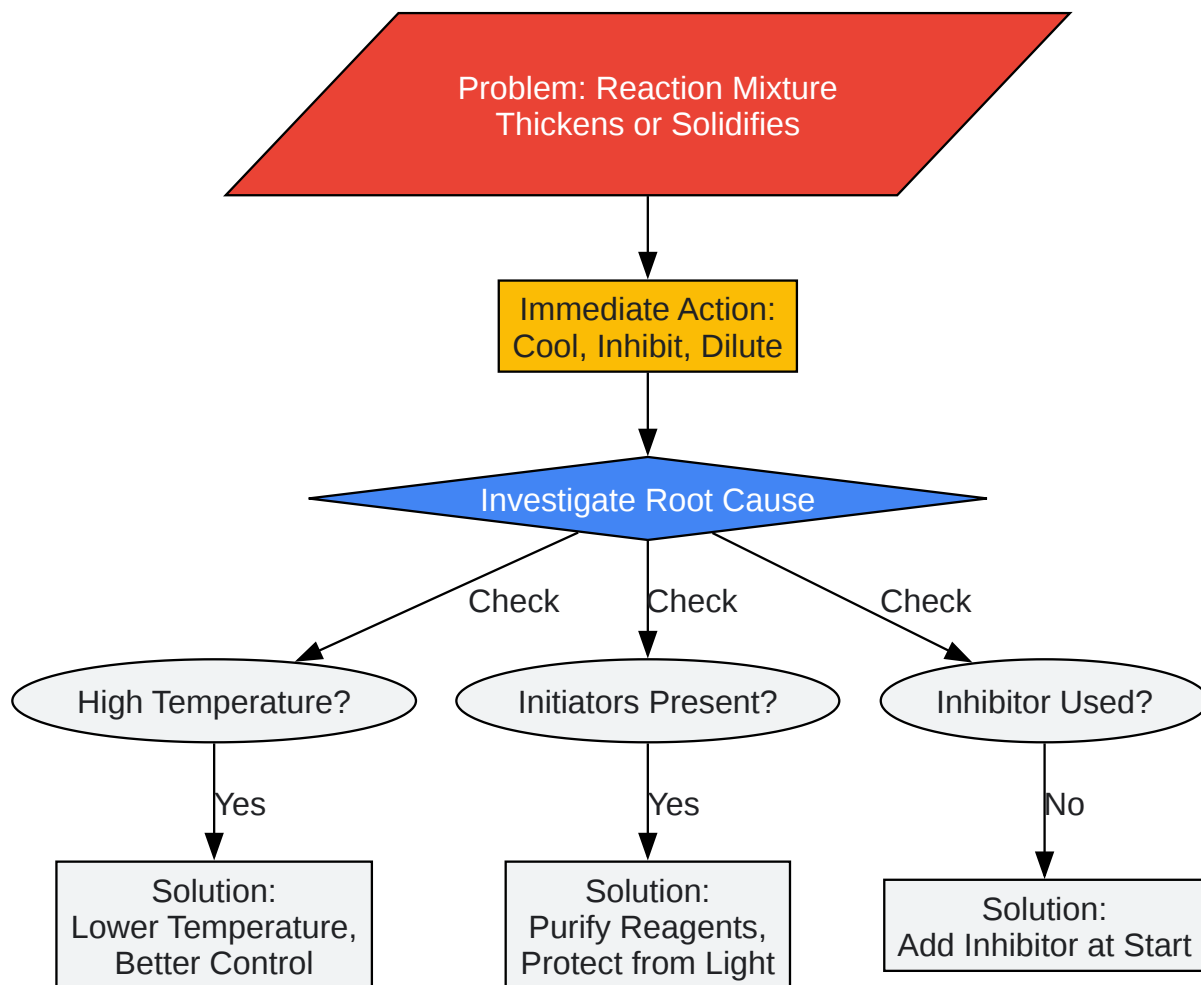 Problem: Reaction Mixture
Thickens or Solidifies
Immediate Action:
Cool, Inhibit, Dilute
Investigate Root Cause
Check
Check
Check
High Temperature?
Initiators Present?
Inhibitor Used?
Yes
Yes
No
Solution:
Lower Temperature,
Better Control
Solution:
Purify Reagents,
Protect from Light
Solution:
Add Inhibitor at Start